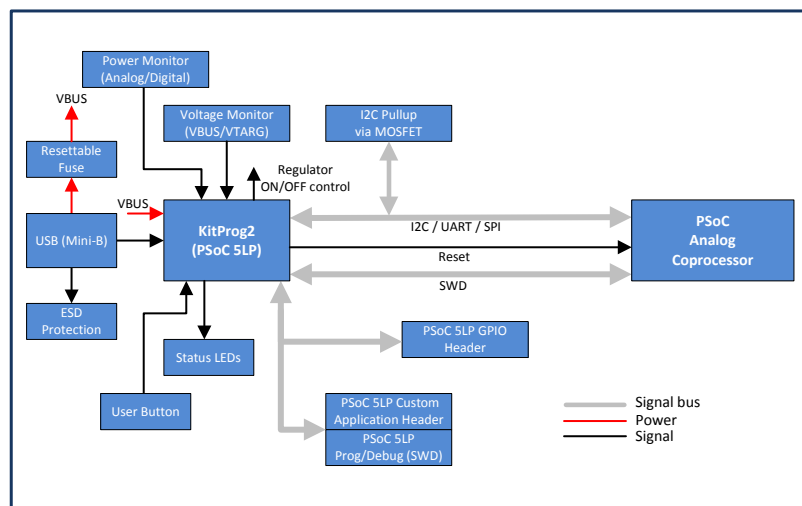 Power Monitor
(Analog/Digital)
VBUS
Voltage Monitor
(VBUS/VTARG)
I2C Pullup
via MOSFET
Resettable
Fuse
Regulator
ON/OFF control
VBUS
USB (Mini-B)
KitProg2
(PSoC 5LP)
I2C / UART / SPI
PSoC
Analog
Coprocessor
Reset
SWD
ESD
Protection
Status LEDs
PSoC 5LP GPIO
Header
User Button
PSoC 5LP Custom
Application Header
PSoC 5LP
Prog/Debug (SWD)
Signal bus
Power
Signal